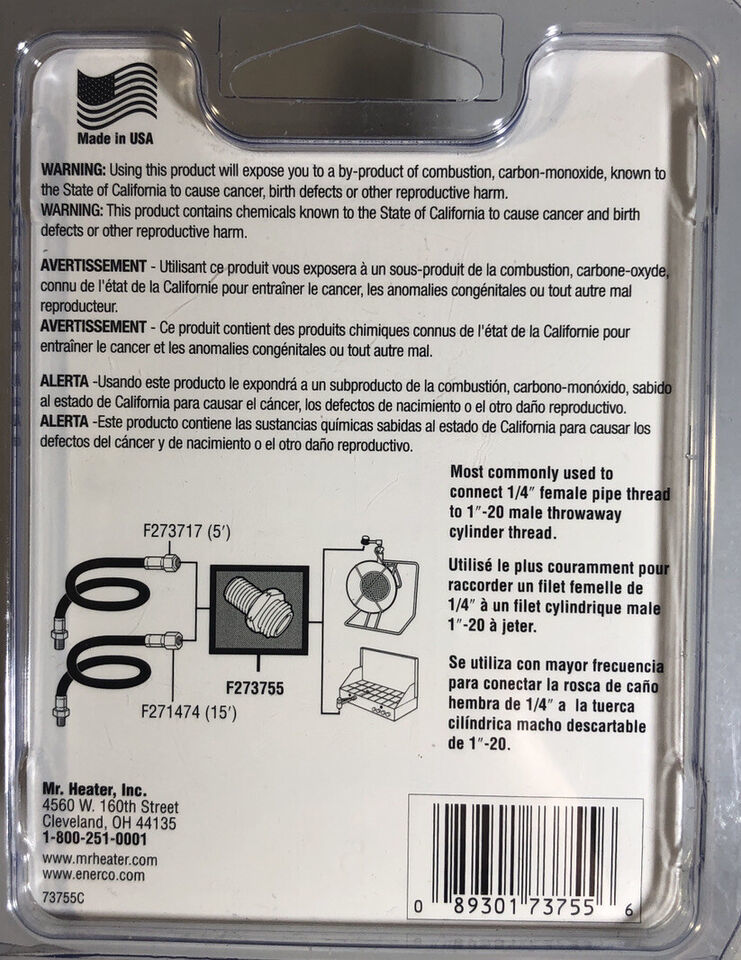 Made in USA
WARNING: Using this product will expose you to a by-product of combustion, carbon-monoxide, known to
the State of California to cause cancer, birth defects or other reproductive harm.
WARNING: This product contains chemicals known to the State of California to cause cancer and birth
defects or other reproductive harm.
AVERTISSEMENT - Utilisant ce produit vous exposera à un sous-produit de la combustion, carbone-oxyde,
connu de l'état de la Californie pour entraîner le cancer, les anomalies congénitales ou tout autre mal
reproducteur.
AVERTISSEMENT - Ce produit contient des produits chimiques connus de l'état de la Californie pour
entraîner le cancer et les anomalies congénitales ou tout autre mal.
ALERTA -Usando este producto le expondrá a un subproducto de la combustión, carbono-monóxido, sabido
al estado de California para causar el cáncer, los defectos de nacimiento o el otro daño reproductivo.
ALERTA -Este producto contiene las sustancias químicas sabidas al estado de California para causar los
defectos del cáncer y de nacimiento o el otro daño reproductivo.
Most commonly used to
connect 1/4" female pipe thread
to 1"-20 male throwaway
cylinder thread.
Utilisé le plus couramment pour
raccorder un filet femelle de
1/4" à un filet cylindrique male
1"-20 à jeter.
Se utiliza con mayor frecuencia
para conectar la rosca de caño
hembra de 1/4" a la tuerca
cilíndrica macho descartable
de 1"-20.
F273717 (5')
F273755
F271474 (15')
Mr. Heater, Inc.
4560 W. 160th Street
Cleveland, OH 44135
1-800-251-0001
www.mrheater.com
www.enerco.com
73755C
0 89301 73755 6